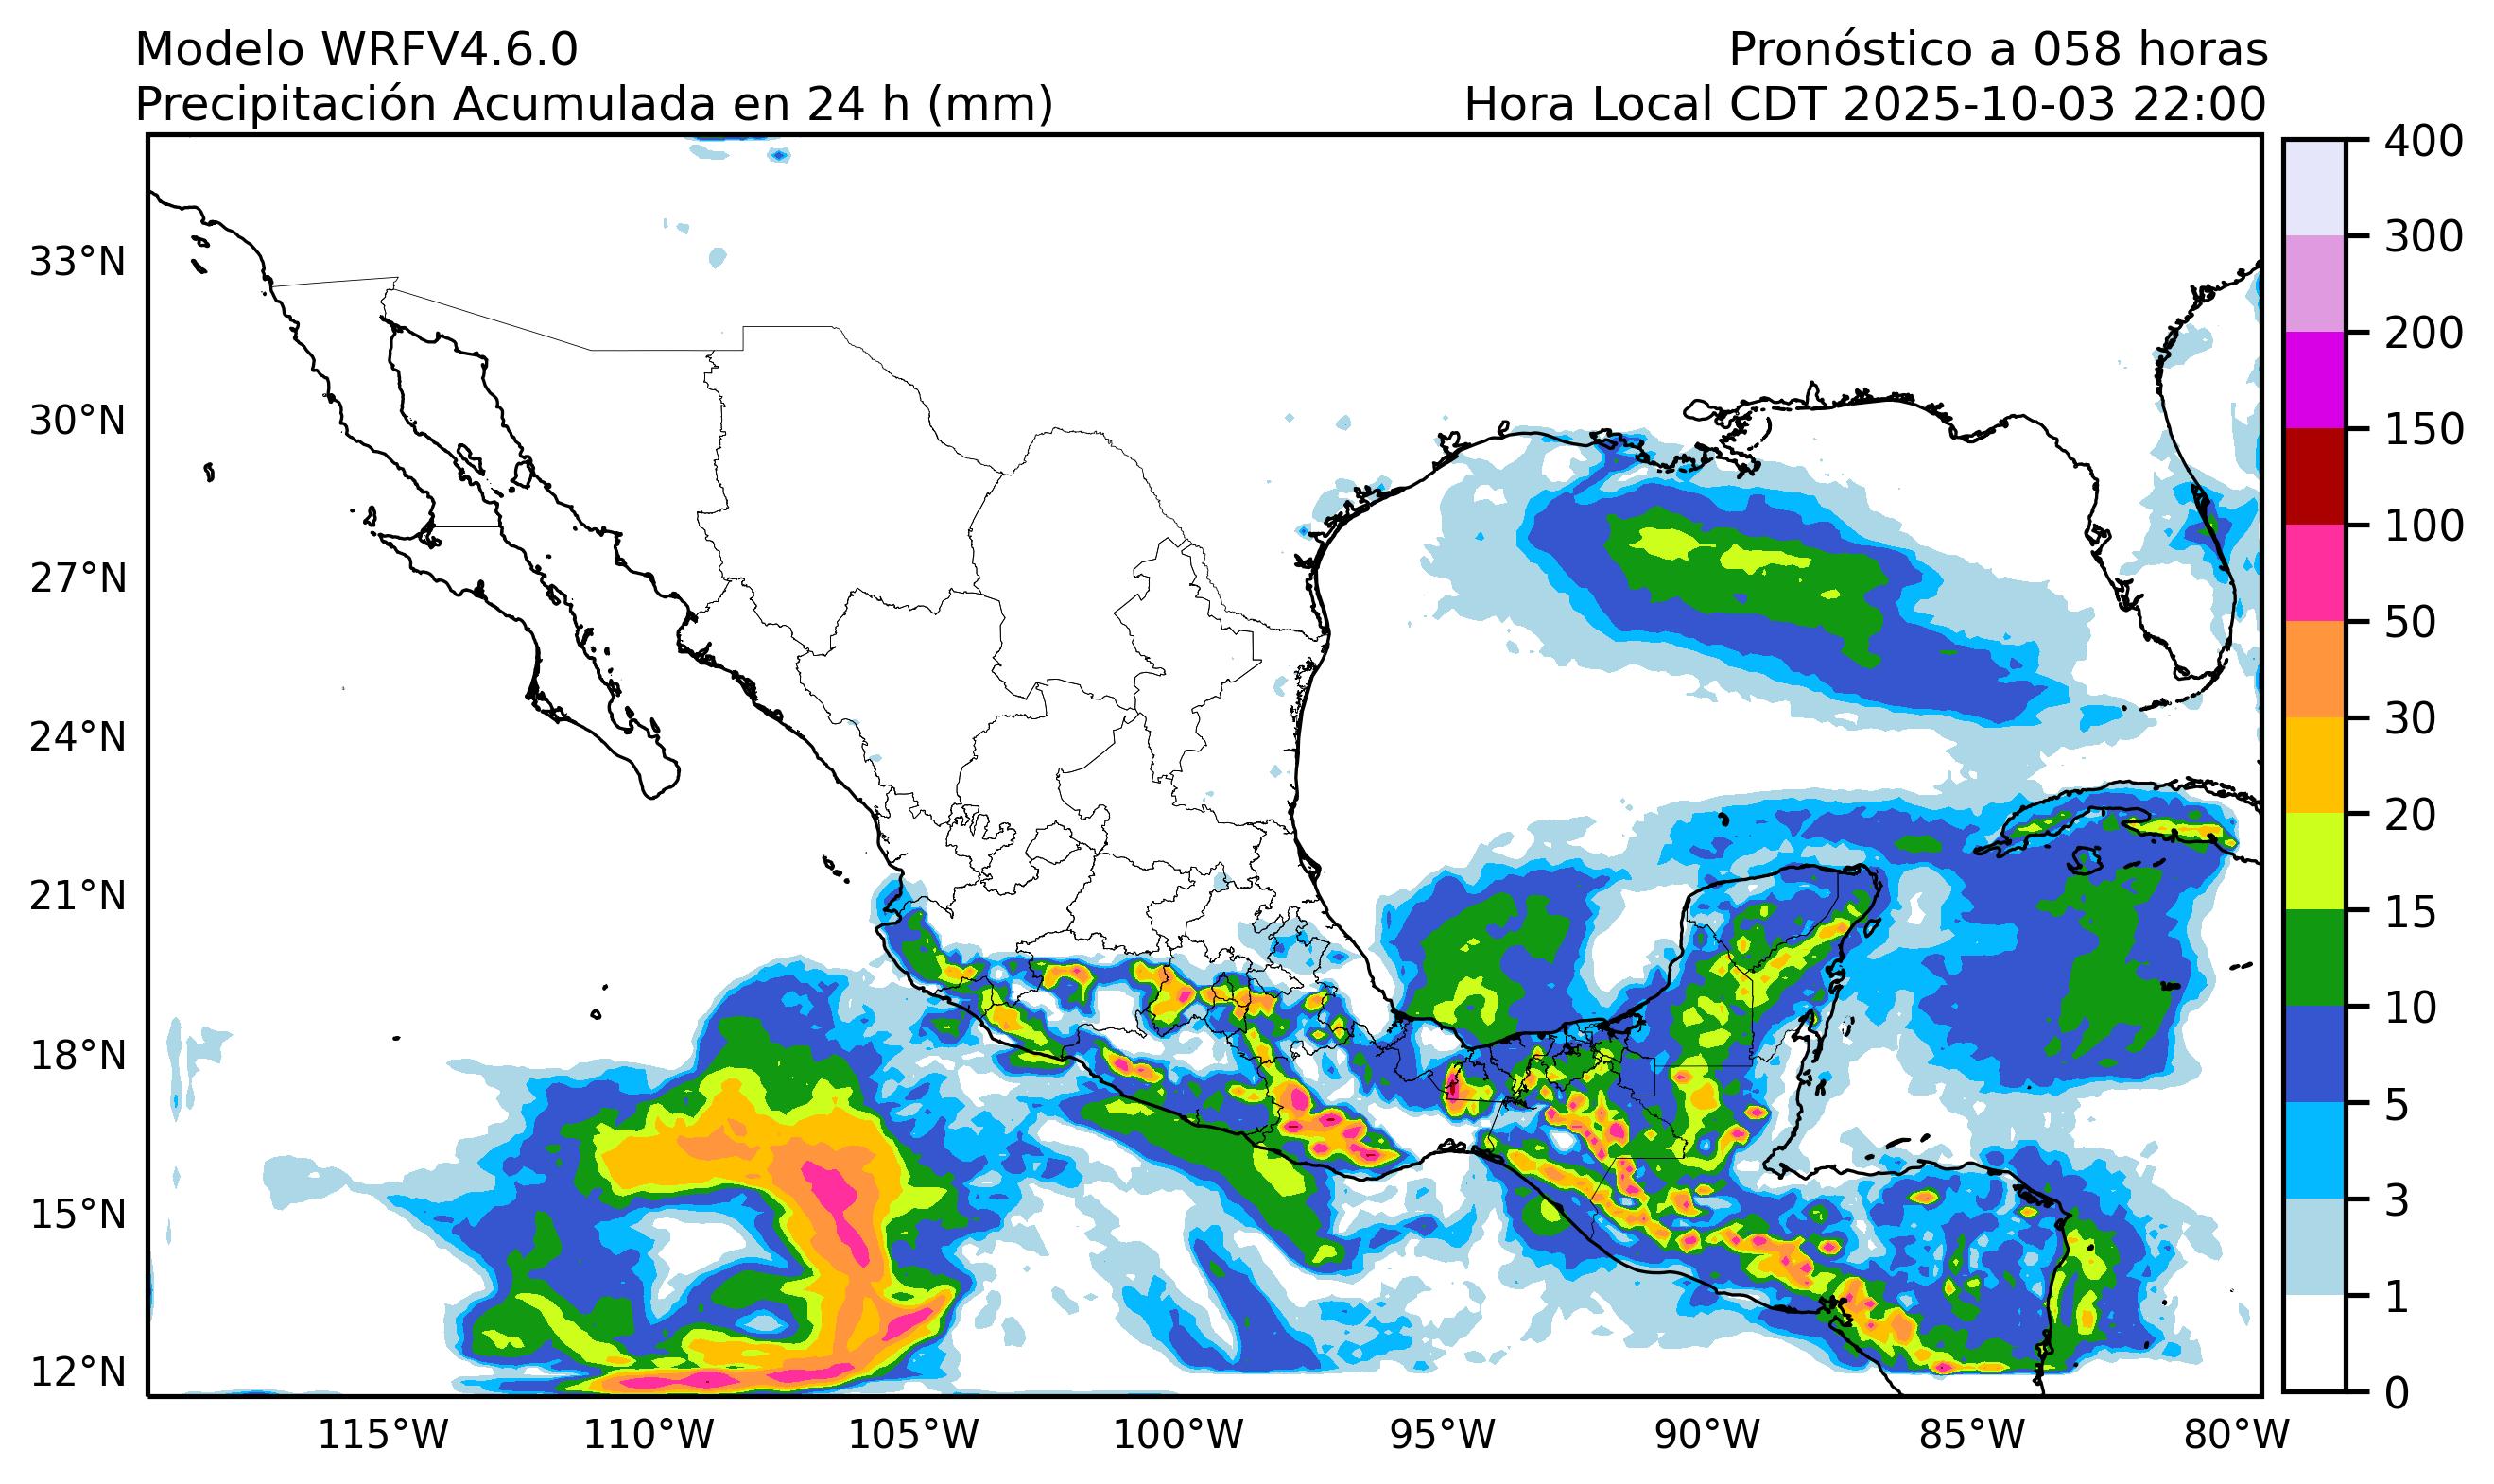 Modelo WRFV4.6.0
Pronóstico a 058 horas
Precipitación Acumulada en 24 h (mm)
Hora Local CDT 2025-10-03 22:00
33°N
30°N
27°N
24°N
21°N
18°N
15°N
12°N
115°W
110°W
105°W
100°W
95°W
90°W
85°W
80°W
400
300
200
150
100
50
30
20
15
10
5
3
1
0